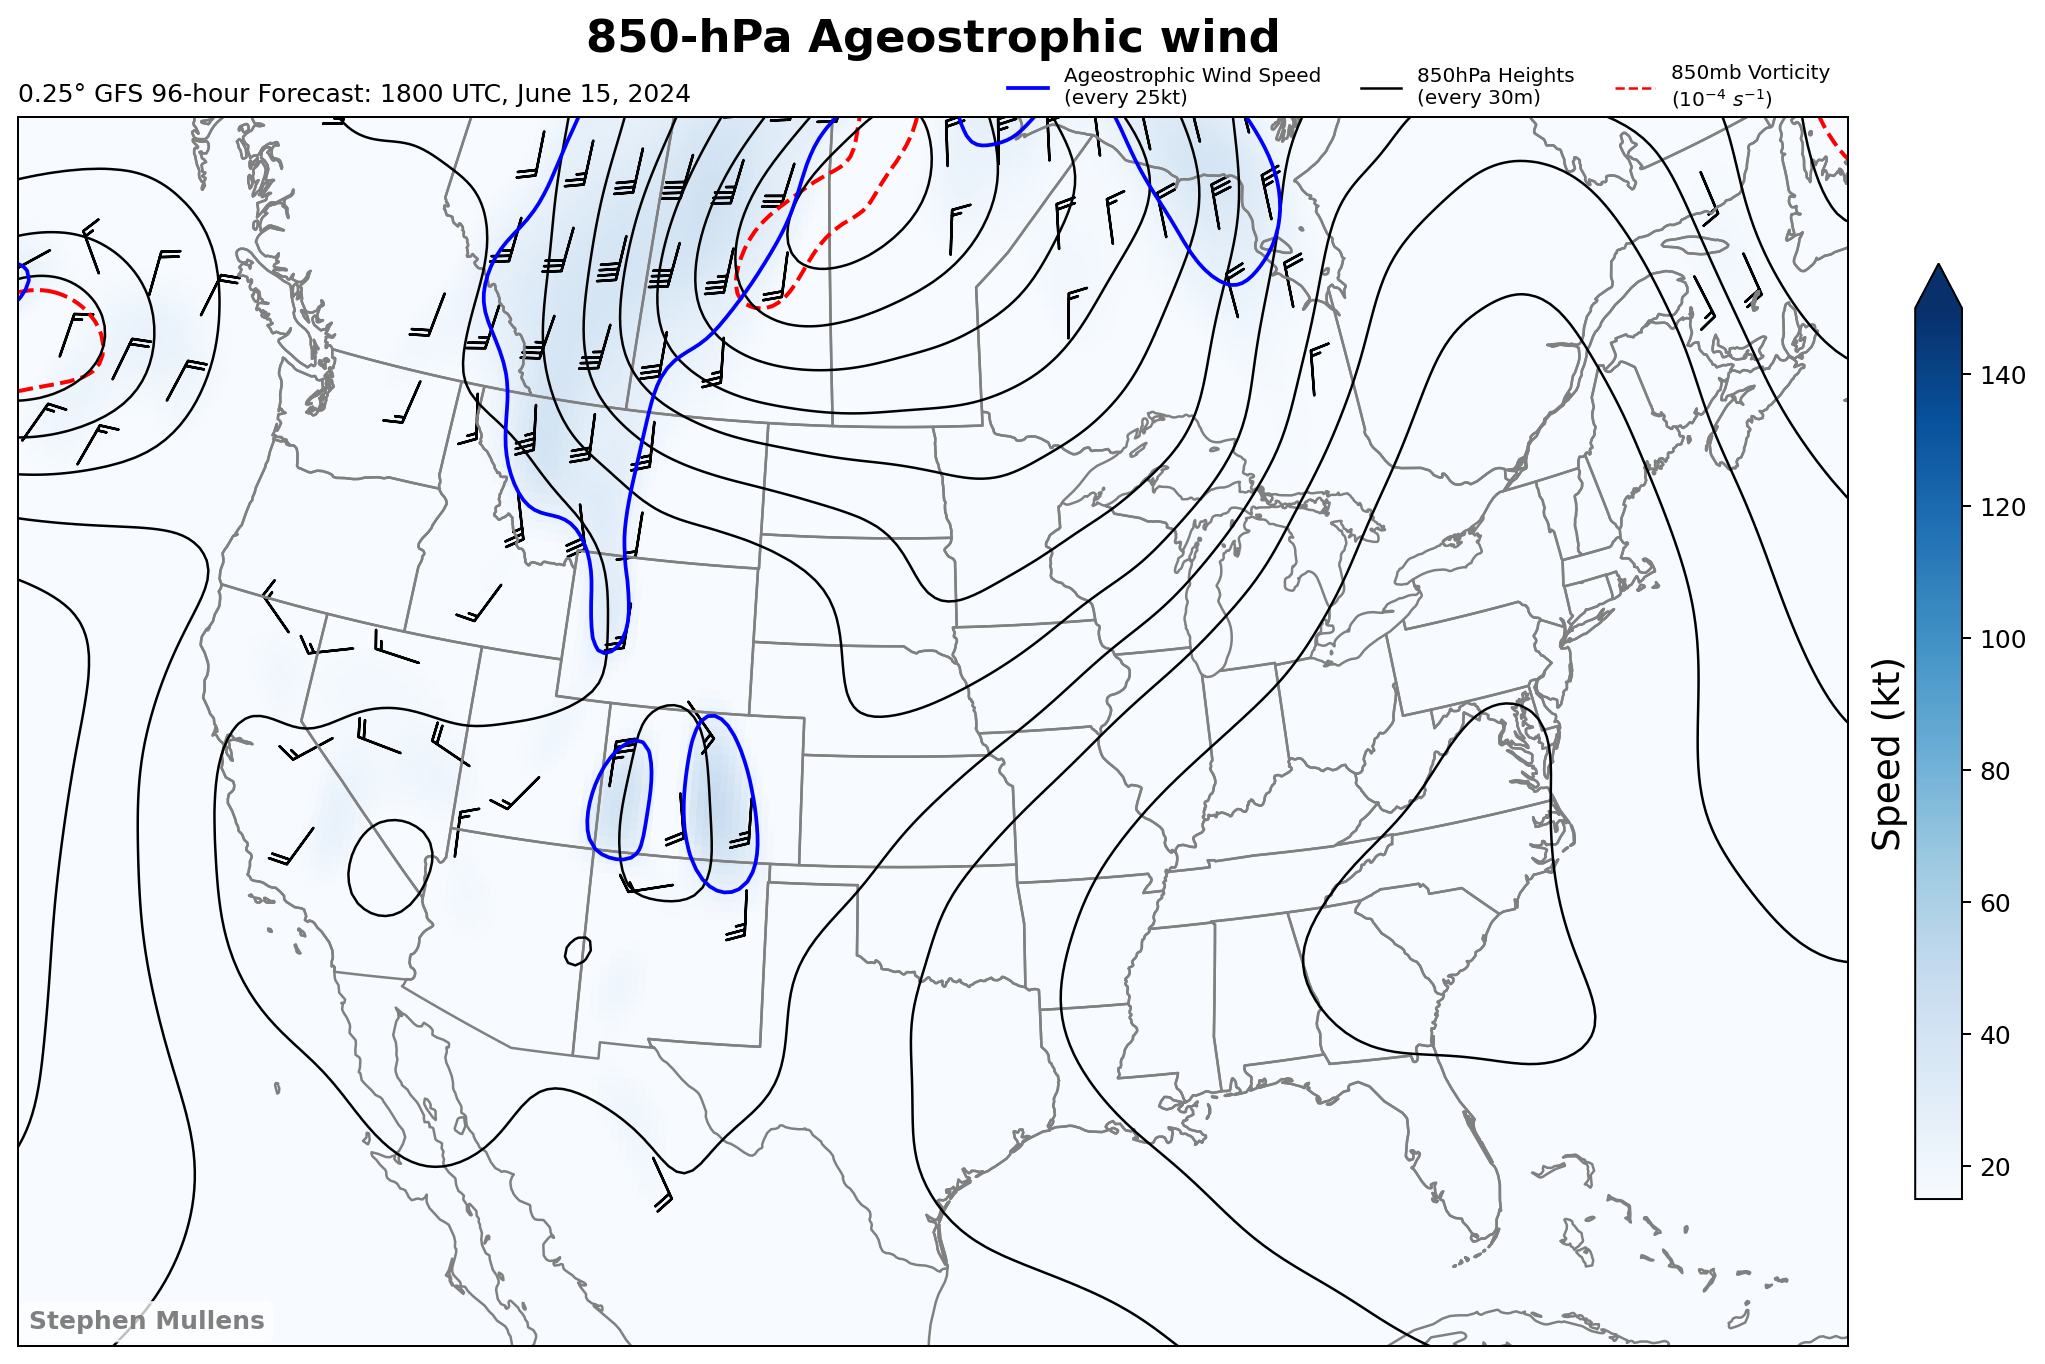 850-hPa Ageostrophic wind
0.25° GFS 96-hour Forecast: 1800 UTC, June 15, 2024
Ageostrophic Wind Speed
(every 25kt)
850hPa Heights
(every 30m)
850mb Vorticity
(10⁻⁴ s⁻¹)
140
120
100
80
60
40
20
Speed (kt)
Stephen Mullens